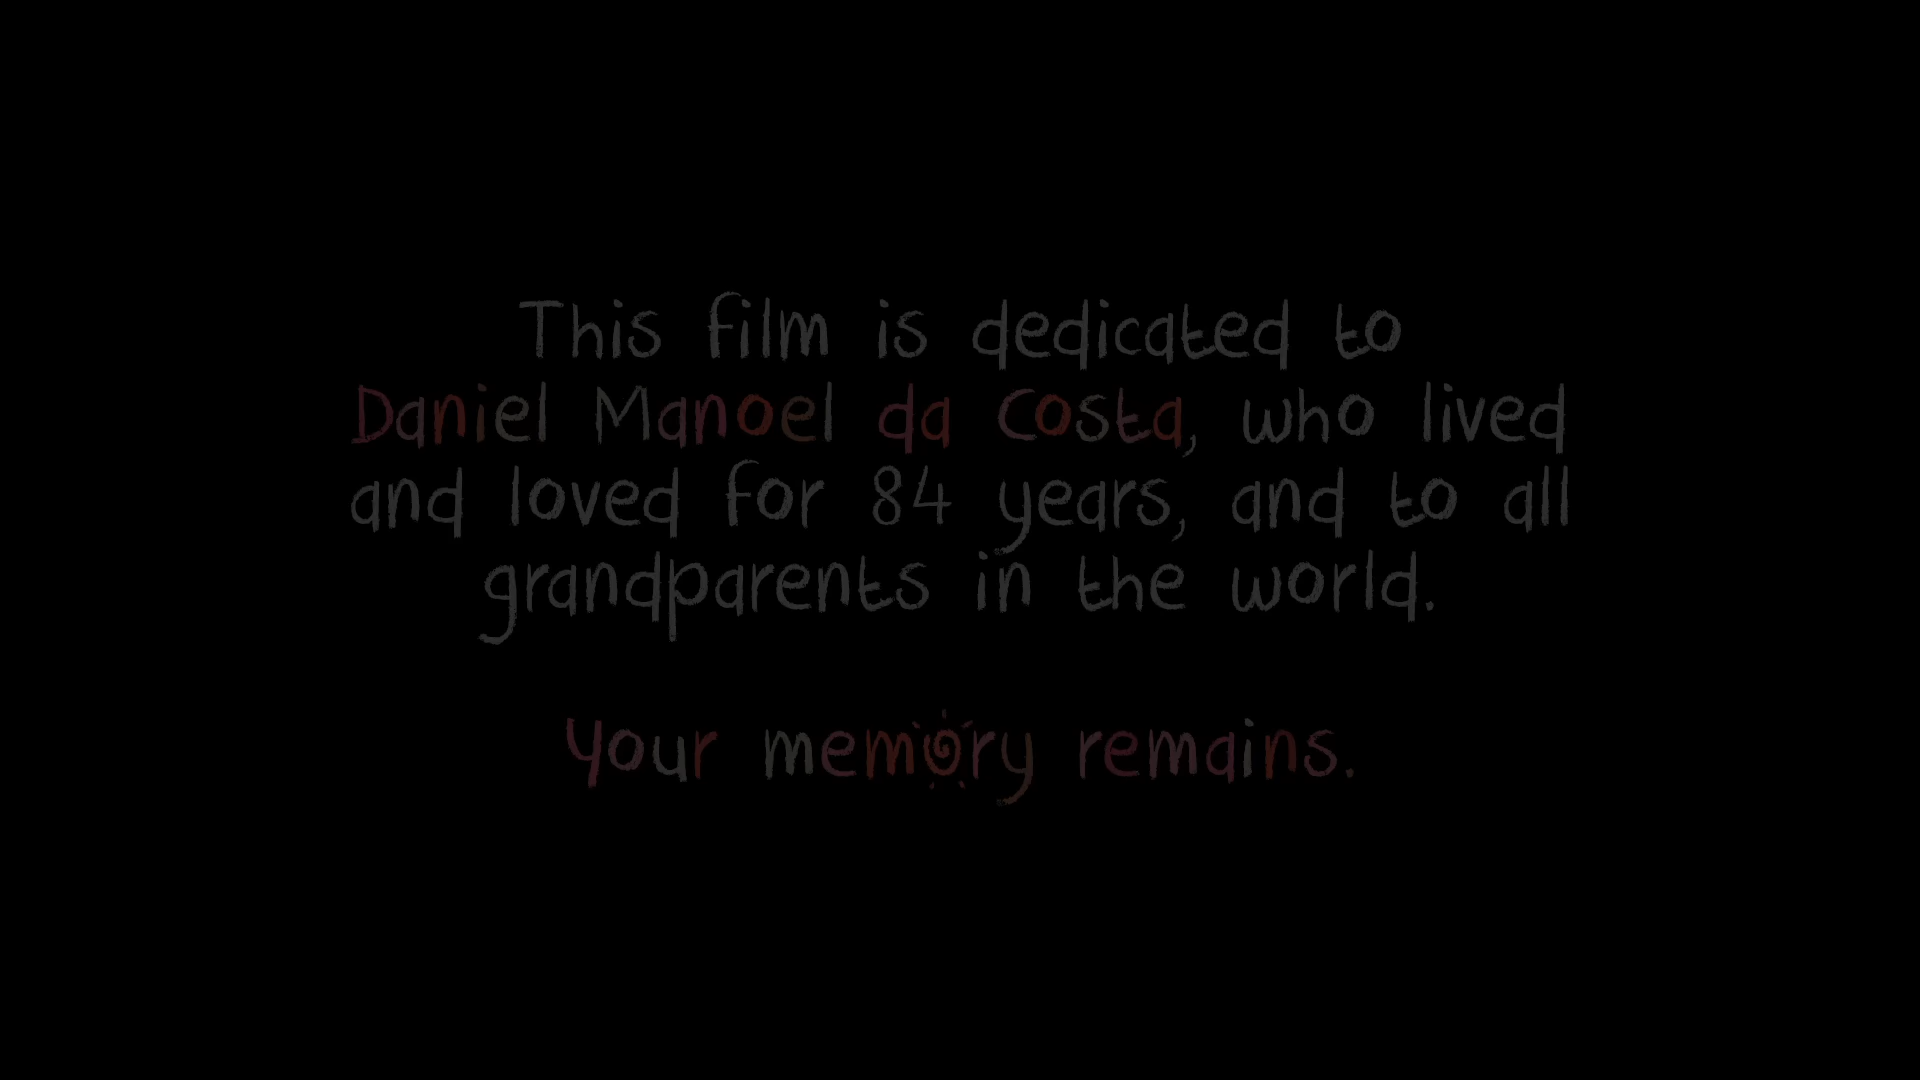 This film is dedicated to
Daniel Manoel da Costa, who lived
and loved for 84 years, and to all
grandparents in the world.
Your memory remains.